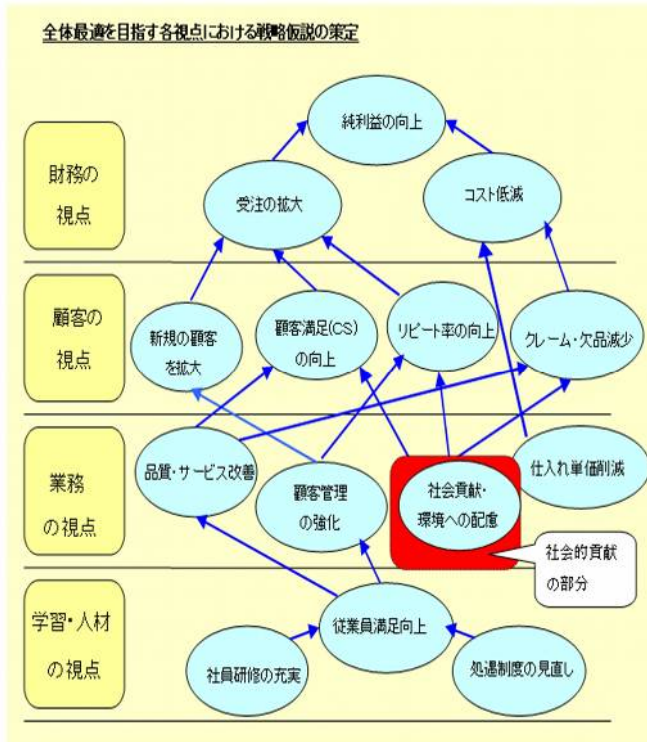 全体最適を目指す各視点における戦略仮説の策定
純利益の向上
財務の
視点
受注の拡大
コスト低減
顧客の
視点
新規の顧客
を拡大
顧客満足(CS)
の向上
リピート率の向上
クレーム・欠品減少
業務
の視点
品質・サービス改善
顧客管理
の強化
社会貢献・
環境への配慮
仕入れ単価削減
社会的貢献
の部分
学習・人材
の視点
従業員満足向上
社員研修の充実
処遇制度の見直し